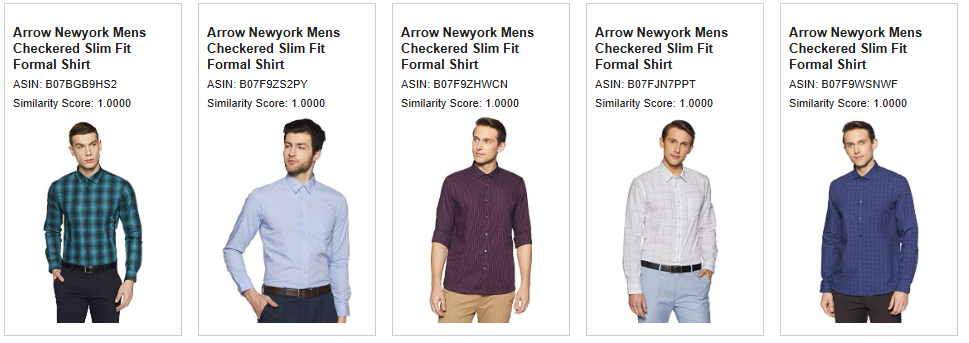 Arrow Newyork Mens
Checkered Slim Fit
Formal Shirt
ASIN: B07BGB9HS2
Similarity Score: 1.0000
Arrow Newyork Mens
Checkered Slim Fit
Formal Shirt
ASIN: B07F9ZS2PY
Similarity Score: 1.0000
Arrow Newyork Mens
Checkered Slim Fit
Formal Shirt
ASIN: B07F9ZHWCN
Similarity Score: 1.0000
Arrow Newyork Mens
Checkered Slim Fit
Formal Shirt
ASIN: B07FJN7PPT
Similarity Score: 1.0000
Arrow Newyork Mens
Checkered Slim Fit
Formal Shirt
ASIN: B07F9WSNWF
Similarity Score: 1.0000